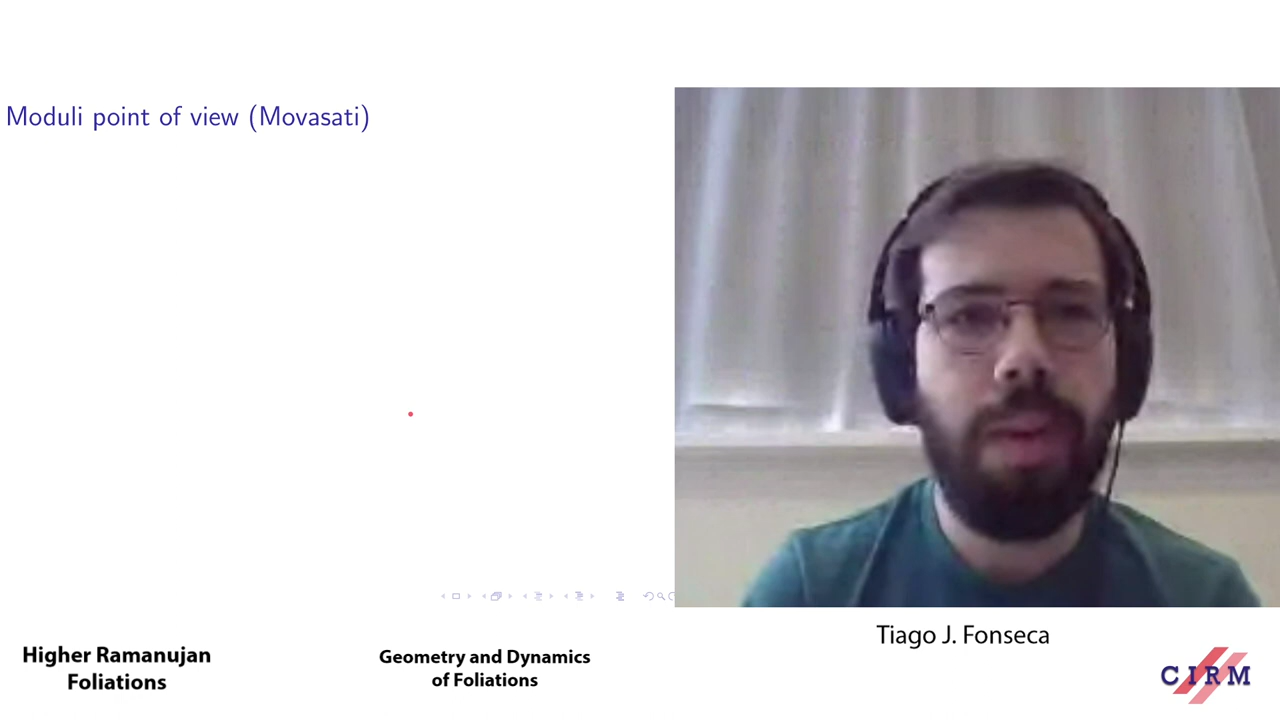 Moduli point of view (Movasati)
Tiago J. Fonseca
Higher Ramanujan
Foliations
Geometry and Dynamics
of Foliations
CIRM